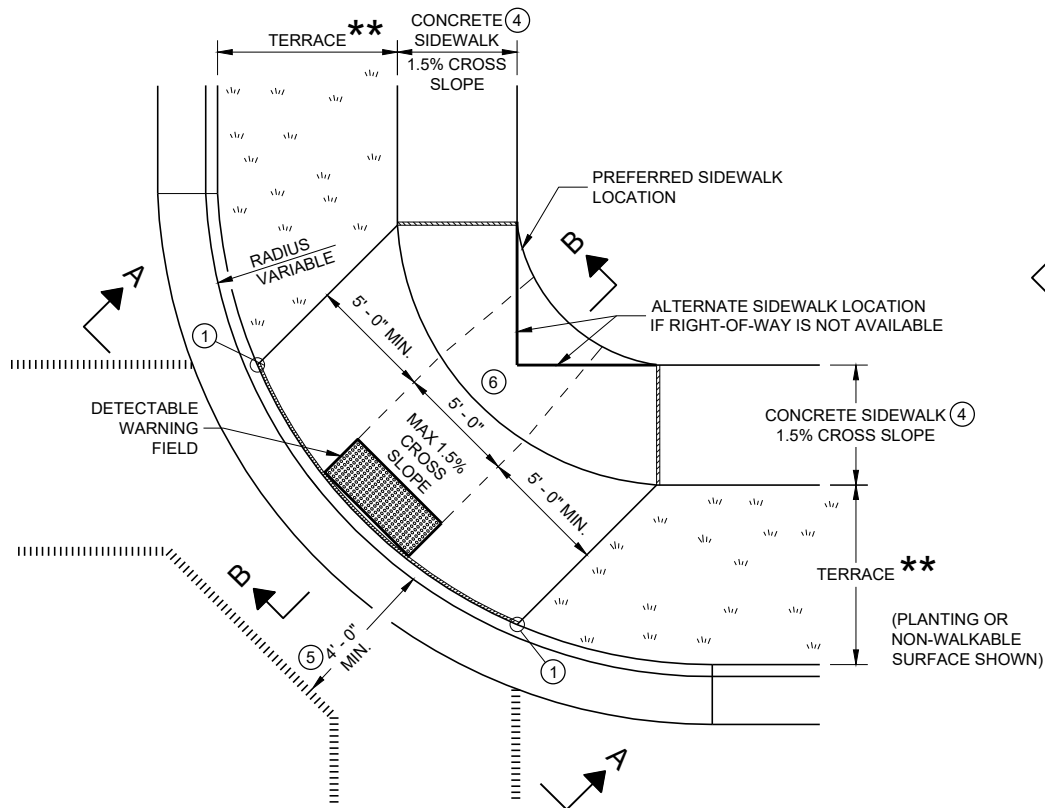 TERRACE **
CONCRETE ④
SIDEWALK
1.5% CROSS
SLOPE
PREFERRED SIDEWALK
LOCATION
B
RADIUS
VARIABLE
A
ALTERNATE SIDEWALK LOCATION
IF RIGHT-OF-WAY IS NOT AVAILABLE
5' - 0" MIN.
①
⑥
DETECTABLE
WARNING
FIELD
5' - 0"
MAX 1.5%
CROSS
SLOPE
CONCRETE SIDEWALK ④
1.5% CROSS SLOPE
5' - 0" MIN.
B
TERRACE **
(PLANTING OR
NON-WALKABLE
SURFACE SHOWN)
⑤ 4' - 0"
MIN.
①
A